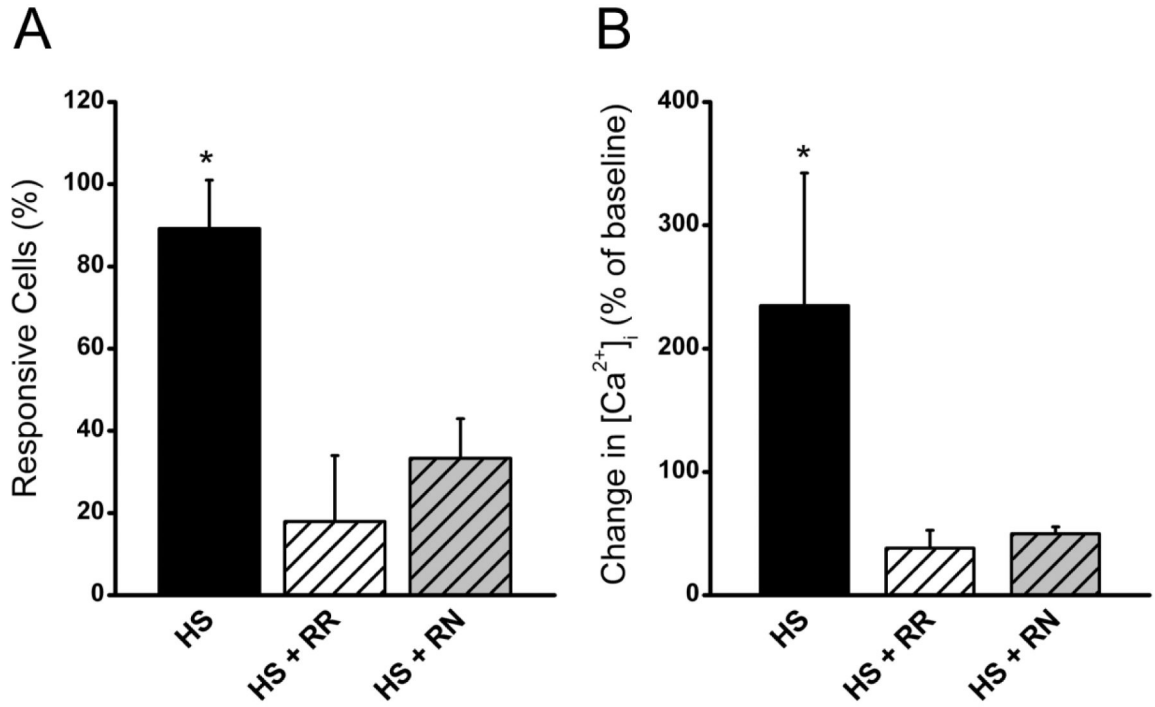 A
Responsive Cells (%)
120
100
80
60
40
20
0
*
HS
HS + RR
HS + RN
B
Change in [Ca²⁺]ᵢ (% of baseline)
400
300
200
100
0
*
HS
HS + RR
HS + RN